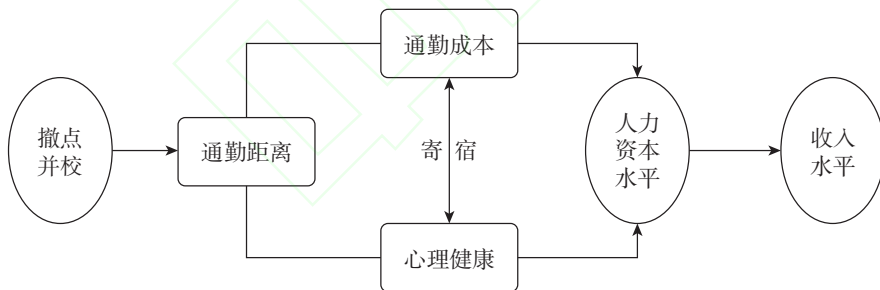 通勤成本
撤点
并校
通勤距离
寄 宿
人力
资本
水平
收入
水平
心理健康